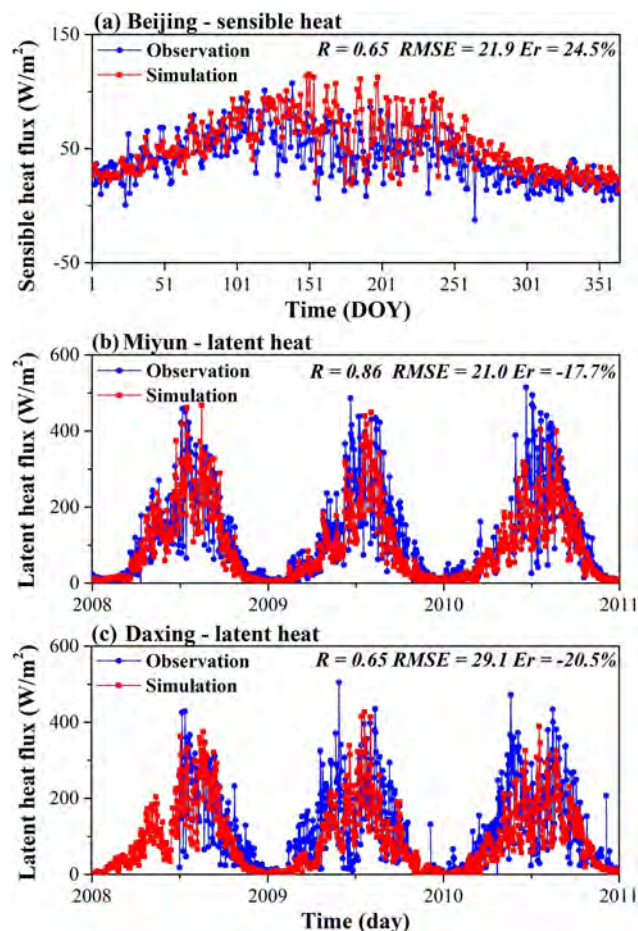 (a) Beijing - sensible heat
150
Observation
R = 0.65 RMSE = 21.9 Er = 24.5%
Simulation
50
-50
Sensible heat flux (W/m²)
1 51 101 151 201 251 301 351
Time (DOY)
(b) Miyun - latent heat
600
Observation
R = 0.86 RMSE = 21.0 Er = -17.7%
Simulation
400
200
0
Latent heat flux (W/m²)
2008 2009 2010 2011
(c) Daxing - latent heat
600
Observation
R = 0.65 RMSE = 29.1 Er = -20.5%
Simulation
400
200
0
Latent heat flux (W/m²)
2008 2009 2010 2011
Time (day)